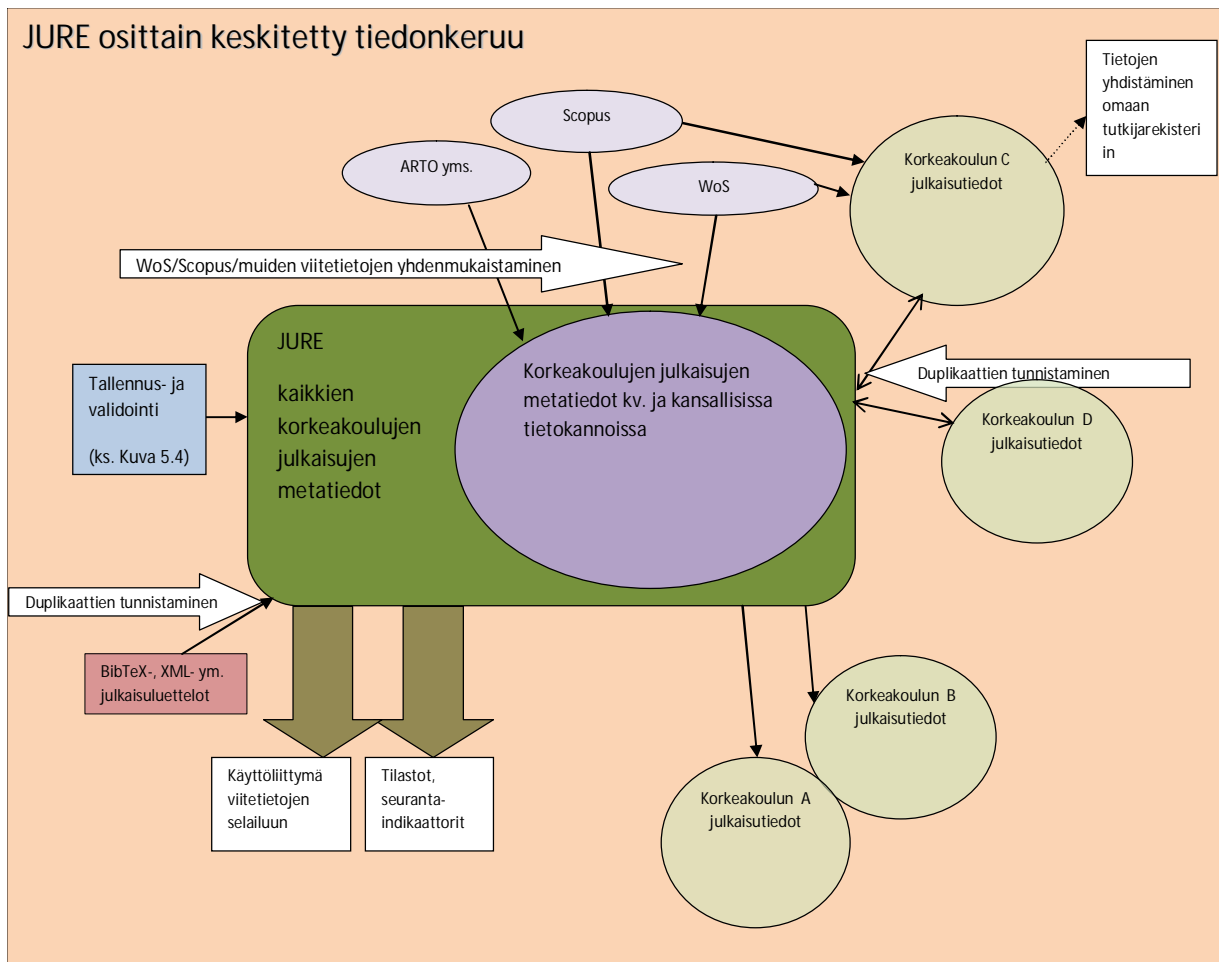 JURE osittain keskitetty tiedonkeruu
Tietojen
yhdistäminen
omaan
tutkijarekisteri
in
Scopus
ARTO yms.
WoS
Korkeakoulun C
julkaisutiedot
WoS/Scopus/muiden viitetietojen yhdenmukaistaminen
JURE
kaikkien
korkeakoulujen
julkaisujen
metatiedot
Korkeakoulujen julkaisujen
metatiedot kv. ja kansallisissa
tietokannoissa
Tallennus- ja
validointi
(ks. Kuva 5.4)
Duplikaattien tunnistaminen
Korkeakoulun D
julkaisutiedot
Duplikaattien tunnistaminen
BibTeX-, XML- ym.
julkaisuluettelot
Korkeakoulun B
julkaisutiedot
Käyttöliittymä
viitetietojen
selailuun
Tilastot,
seuranta-
indikaattorit
Korkeakoulun A
julkaisutiedot